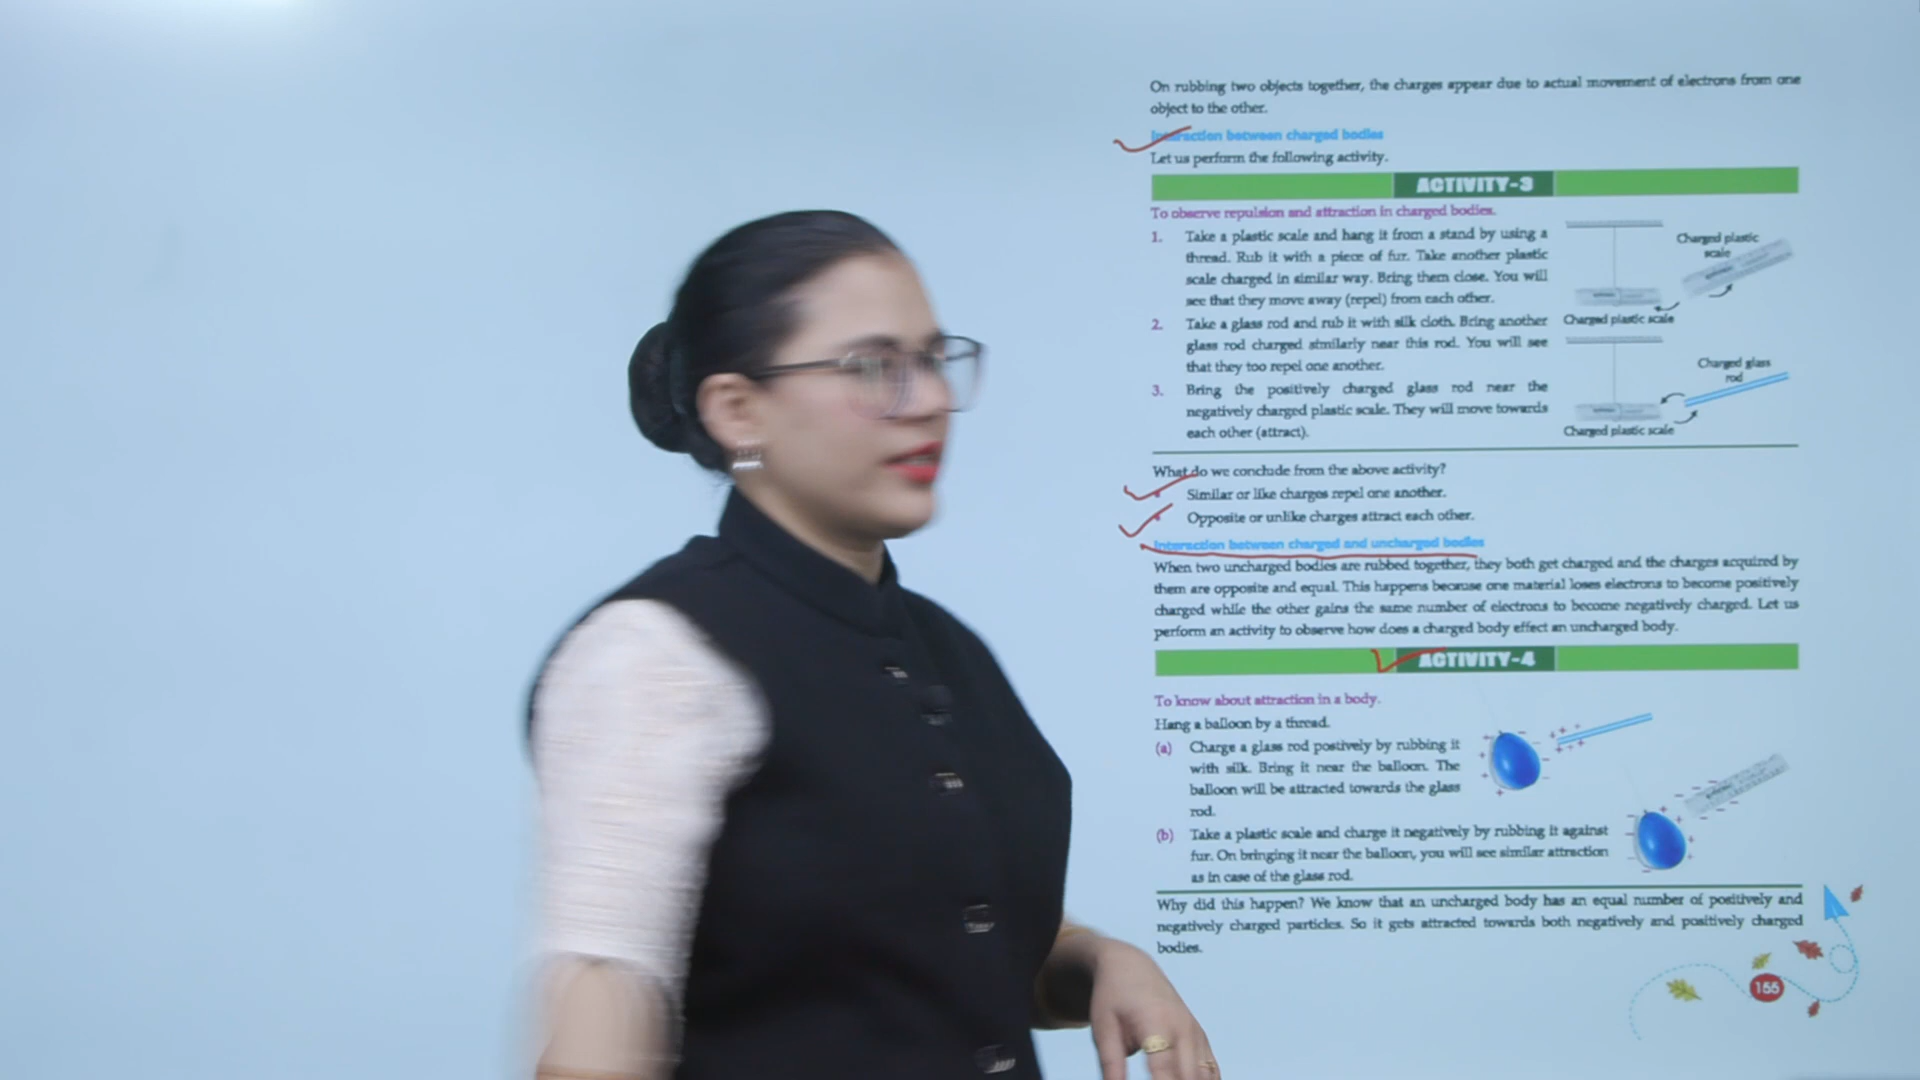 On rubbing two objects together, the charges appear due to actual movement of electrons from one
object to the other.
Interaction between charged bodies
Let us perform the following activity.
ACTIVITY-3
To observe repulsion and attraction in charged bodies.
1. Take a plastic scale and hang it from a stand by using a
thread. Rub it with a piece of fur. Take another plastic
scale charged in similar way. Bring them close. You will
see that they move away (repel) from each other.
Charged plastic
scale
Charged plastic scale
2. Take a glass rod and rub it with silk cloth. Bring another
glass rod charged similarly near this rod. You will see
that they too repel one another.
3. Bring the positively charged glass rod near the
negatively charged plastic scale. They will move towards
each other (attract).
Charged glass
rod
Charged plastic scale
What do we conclude from the above activity?
Similar or like charges repel one another.
Opposite or unlike charges attract each other.
Interaction between charged and uncharged bodies
When two uncharged bodies are rubbed together, they both get charged and the charges acquired by
them are opposite and equal. This happens because one material loses electrons to become positively
charged while the other gains the same number of electrons to become negatively charged. Let us
perform an activity to observe how does a charged body effect an uncharged body.
ACTIVITY-4
To know about attraction in a body.
Hang a balloon by a thread.
(a) Charge a glass rod postively by rubbing it
with silk. Bring it near the balloon. The
balloon will be attracted towards the glass
rod.
(b) Take a plastic scale and charge it negatively by rubbing it against
fur. On bringing it near the balloon, you will see similar attraction
as in case of the glass rod.
Why did this happen? We know that an uncharged body has an equal number of positively and
negatively charged particles. So it gets attracted towards both negatively and positively charged
bodies.
155